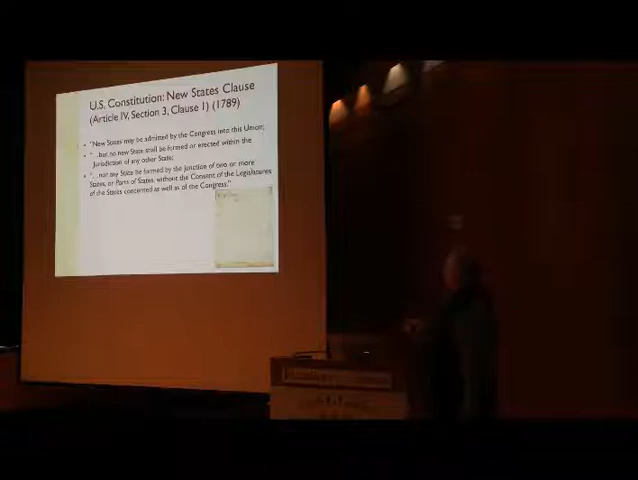 U.S. Constitution: New States Clause
(Article IV, Section 3, Clause 1) (1789)
• "New States may be admitted by the Congress into this Union;
• "…but no new State shall be formed or erected within the
Jurisdiction of any other State;
• "…nor any State be formed by the Junction of two or more
States, or Parts of States, without the Consent of the Legislatures
of the States concerned as well as of the Congress."